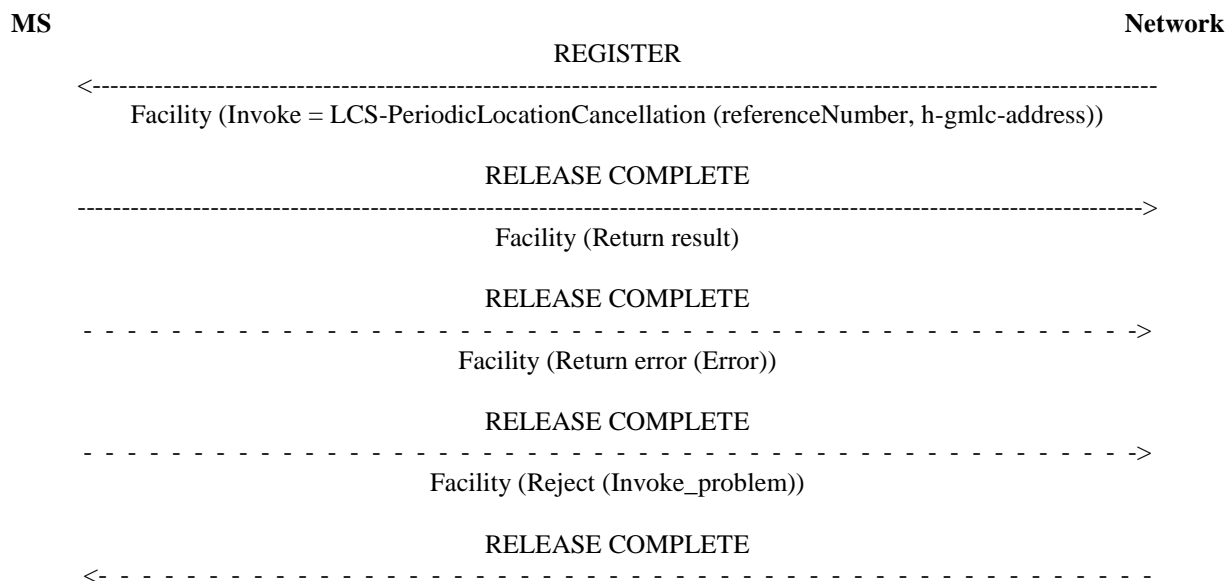 MS Network
REGISTER
<------------------------------------------------------------------------------------------------------------------------
Facility (Invoke = LCS-PeriodicLocationCancellation (referenceNumber, h-gmlc-address))
RELEASE COMPLETE
------------------------------------------------------------------------------------------------------------------------>
Facility (Return result)
RELEASE COMPLETE
- - - - - - - - - - - - - - - - - - - - - - - - - - - - - - - - - - - - - - - - - - - - - - - ->
Facility (Return error (Error))
RELEASE COMPLETE
- - - - - - - - - - - - - - - - - - - - - - - - - - - - - - - - - - - - - - - - - - - - - - - ->
Facility (Reject (Invoke_problem))
RELEASE COMPLETE
<- - - - - - - - - - - - - - - - - - - - - - - - - - - - - - - - - - - - - - - - - - - - - - - -